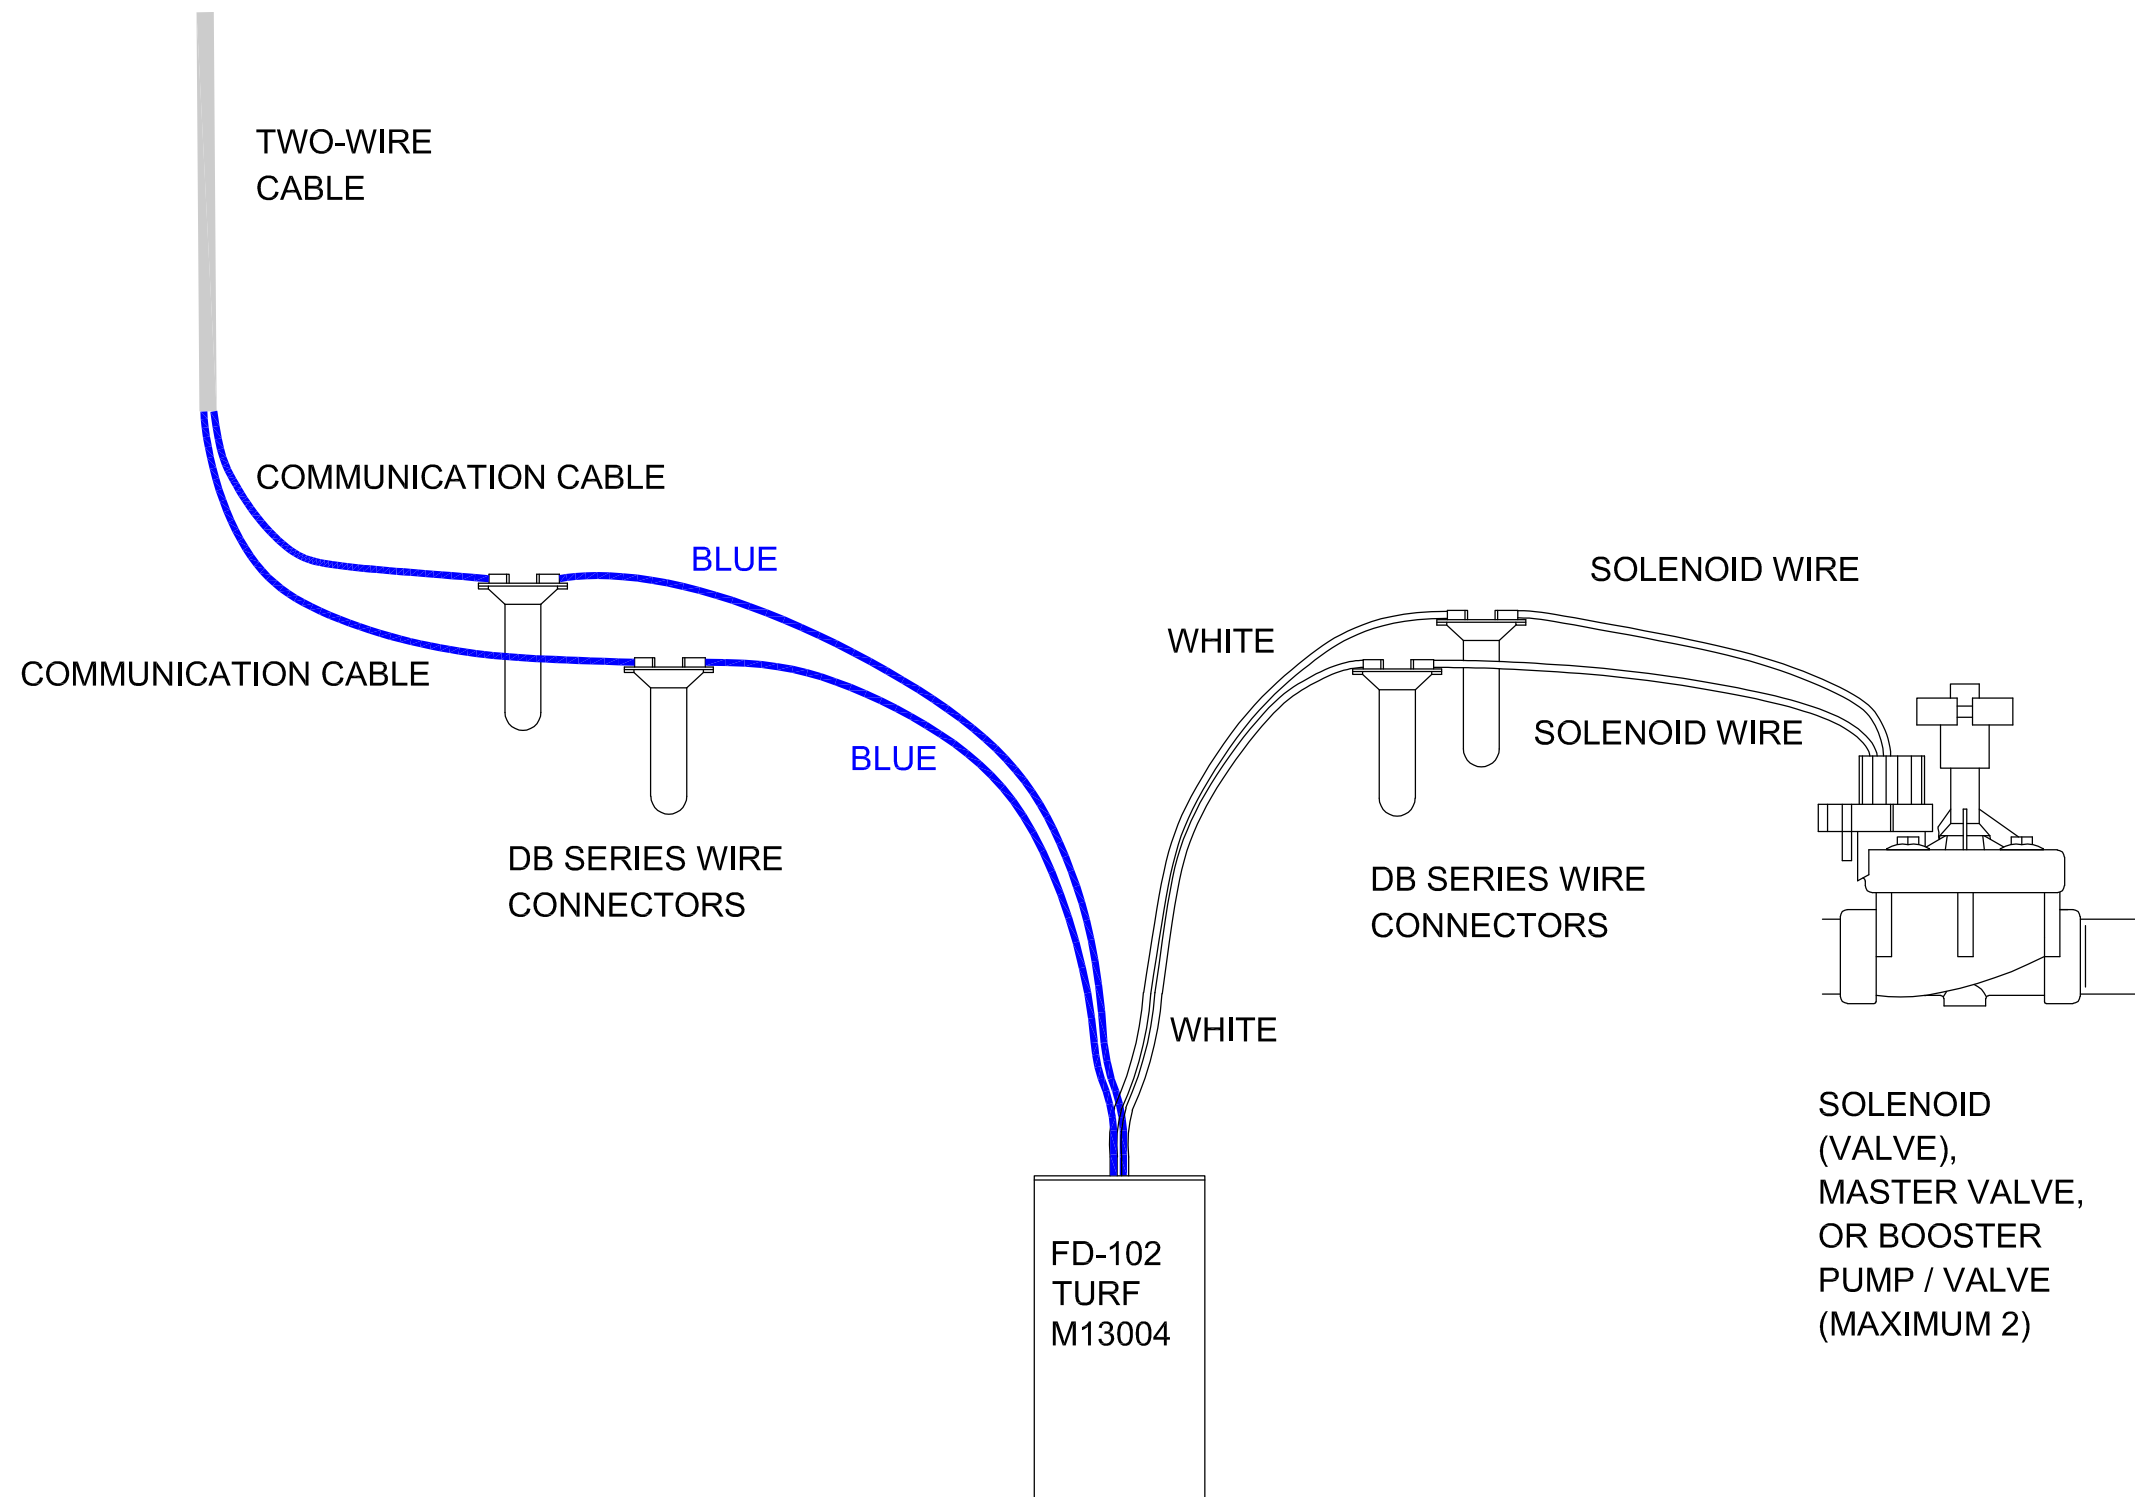 TWO-WIRE
CABLE
COMMUNICATION CABLE
BLUE
COMMUNICATION CABLE
BLUE
DB SERIES WIRE
CONNECTORS
SOLENOID WIRE
WHITE
SOLENOID WIRE
DB SERIES WIRE
CONNECTORS
WHITE
FD-102
TURF
M13004
SOLENOID
(VALVE),
MASTER VALVE,
OR BOOSTER
PUMP / VALVE
(MAXIMUM 2)